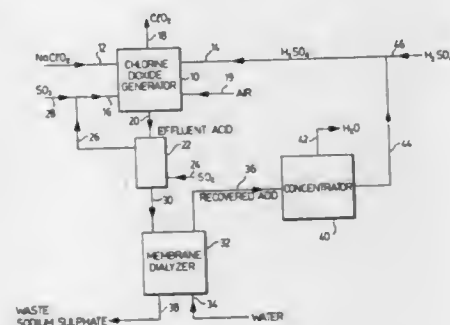 ClO₂
18
12
14
46
NaClO₃
H₂SO₄
H₂SO₄
CHLORINE
DIOXIDE
GENERATOR
10
SO₂
19
28
16
AIR
20
EFFLUENT ACID
22
42
H₂O
26
24
SO₂
36
44
30
RECOVERED ACID
CONCENTRATOR
40
32
MEMBRANE
DIALYZER
38
34
WASTE
SODIUM SULPHATE
WATER